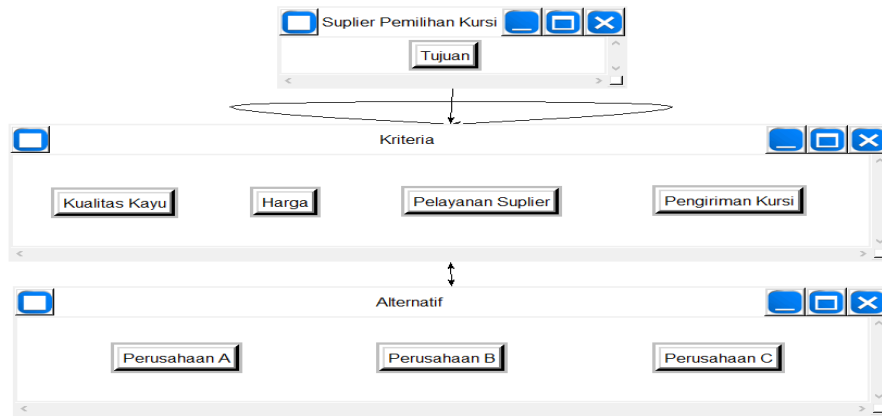 Suplier Pemilihan Kursi
Tujuan
Kriteria
Kualitas Kayu
Harga
Pelayanan Suplier
Pengiriman Kursi
Alternatif
Perusahaan A
Perusahaan B
Perusahaan C